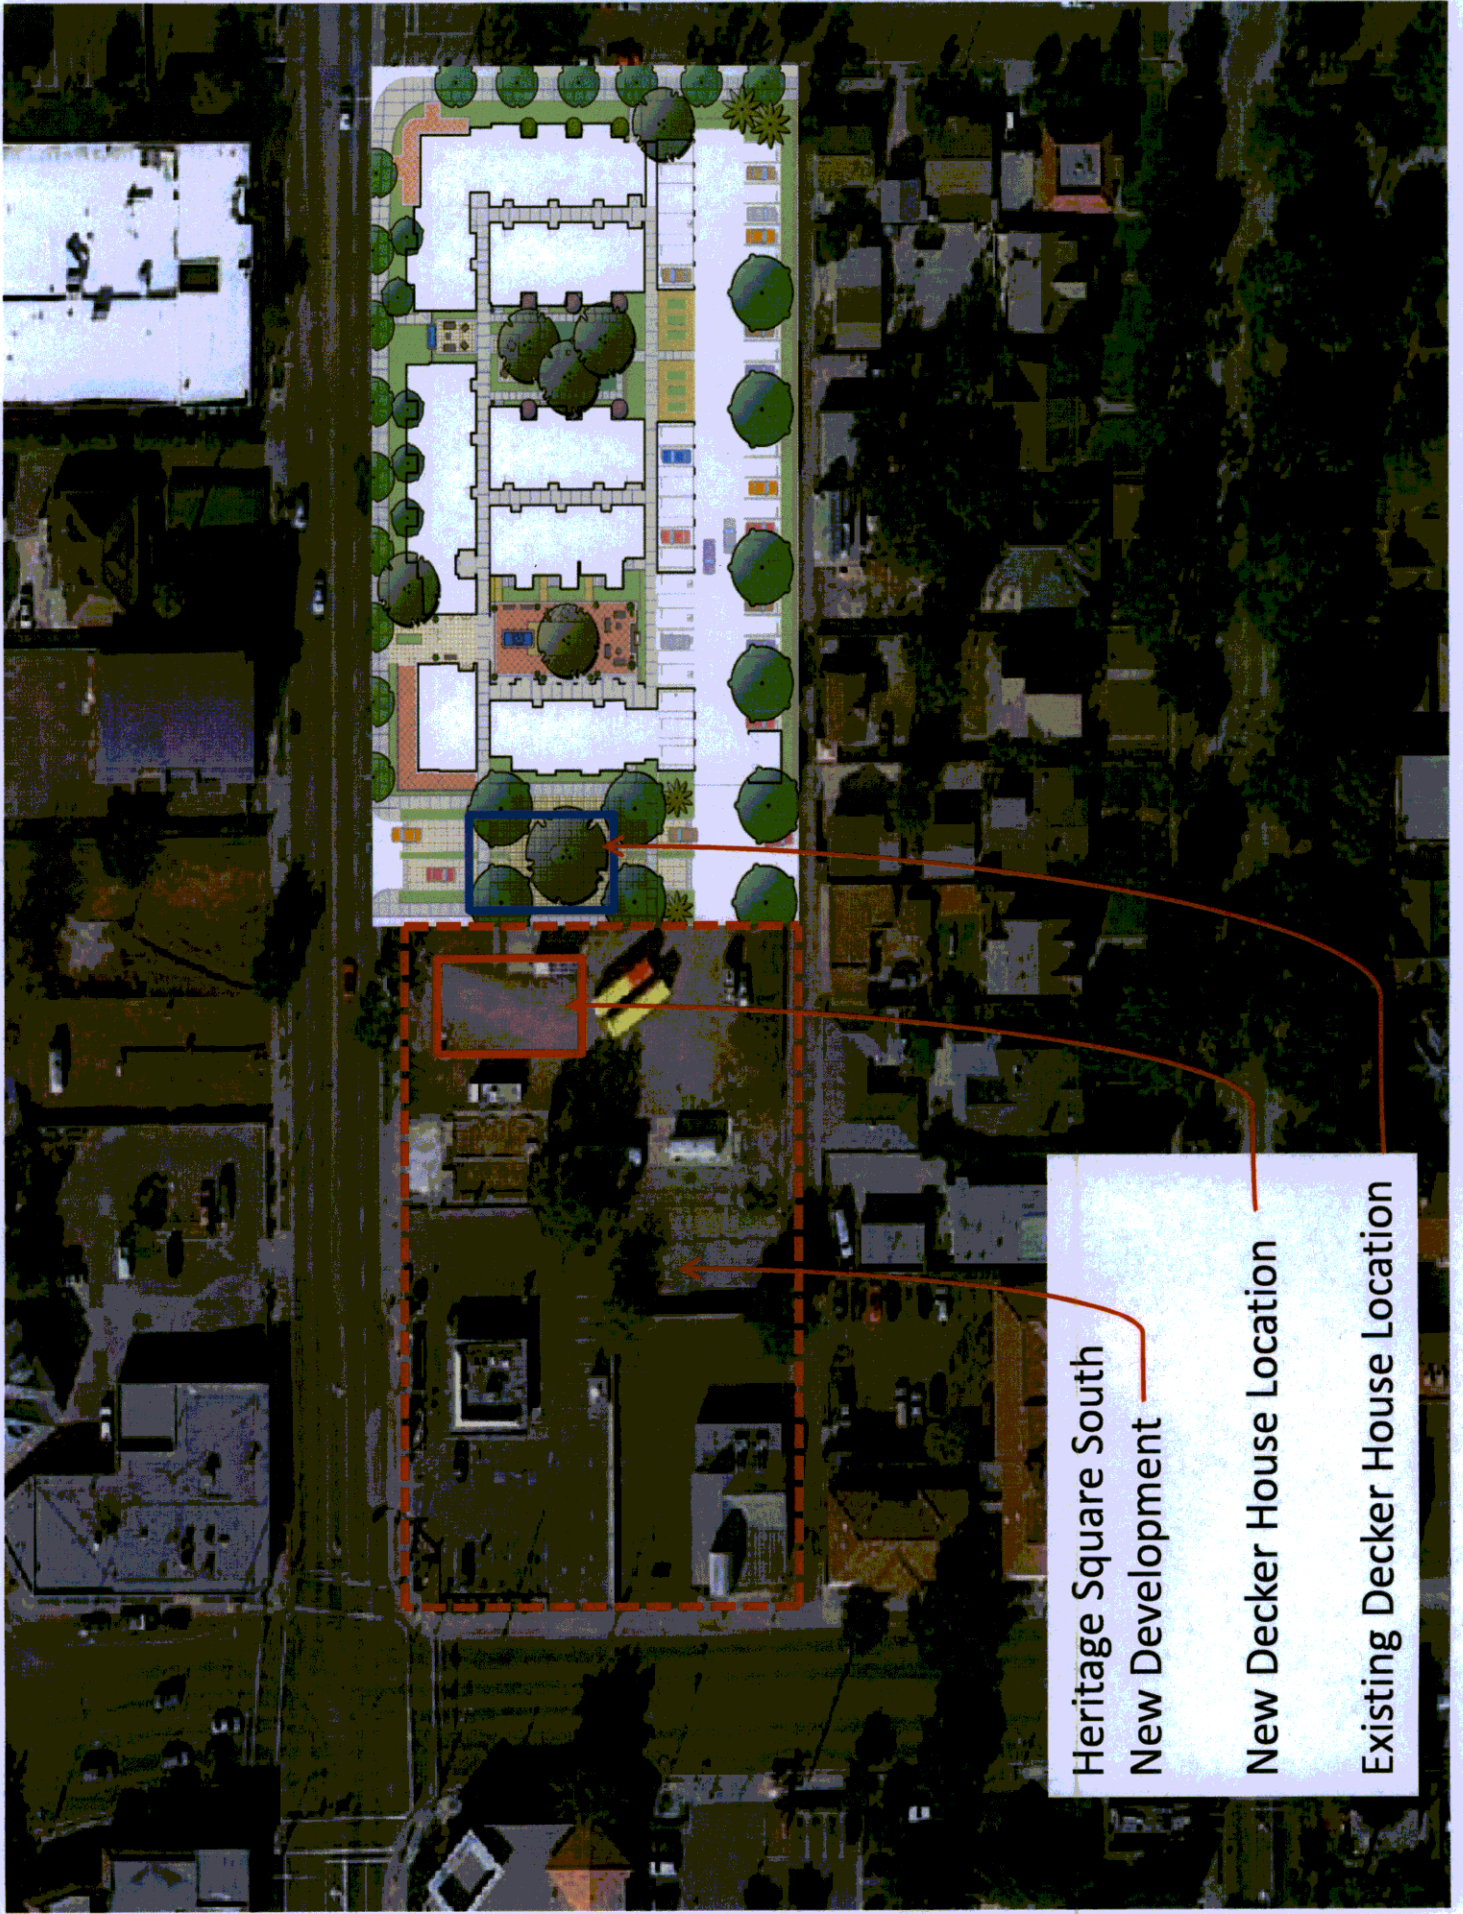 Heritage Square South
New Development
New Decker House Location
Existing Decker House Location